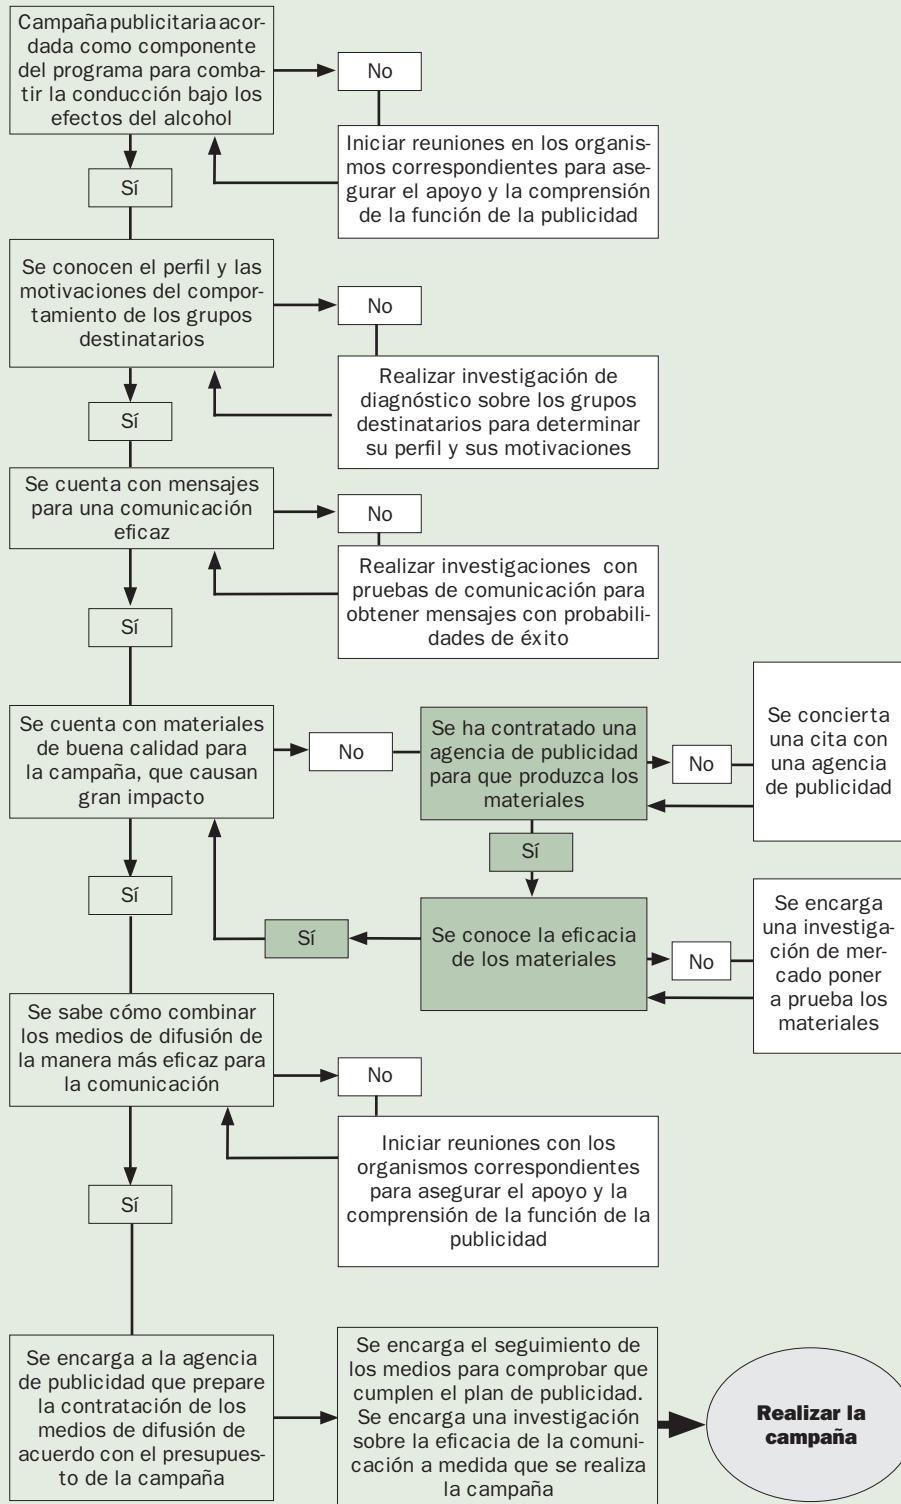 Campaña publicitaria acor-
dada como componente
del programa para comba-
tir la conducción bajo los
efectos del alcohol
No
Iniciar reuniones en los organis-
mos correspondientes para ase-
gurar el apoyo y la comprensión
de la función de la publicidad
Sí
Se conocen el perfil y las
motivaciones del compor-
tamiento de los grupos
destinatarios
No
Realizar investigación de
diagnóstico sobre los grupos
destinatarios para determinar
su perfil y sus motivaciones
Sí
Se cuenta con mensajes
para una comunicación
eficaz
No
Realizar investigaciones con
pruebas de comunicación para
obtener mensajes con probabili-
dades de éxito
Sí
Se cuenta con materiales
de buena calidad para
la campaña, que causan
gran impacto
No
Se ha contratado una
agencia de publicidad
para que produzca los
materiales
No
Se concierta
una cita con
una agencia
de publicidad
Sí
Se conoce la eficacia
de los materiales
No
Se encarga
una investiga-
ción de mer-
cado poner
a prueba los
materiales
Sí
Sí
Se sabe cómo combinar
los medios de difusión de
la manera más eficaz para
la comunicación
No
Iniciar reuniones con los
organismos correspondientes
para asegurar el apoyo y la
comprensión de la función de la
publicidad
Sí
Se encarga a la agencia
de publicidad que prepare
la contratación de los
medios de difusión de
acuerdo con el presupues-
to de la campaña
Se encarga el seguimiento de
los medios para comprobar que
cumplen el plan de publicidad.
Se encarga una investigación
sobre la eficacia de la comuni-
cación a medida que se realiza
la campaña
Realizar la
campaña